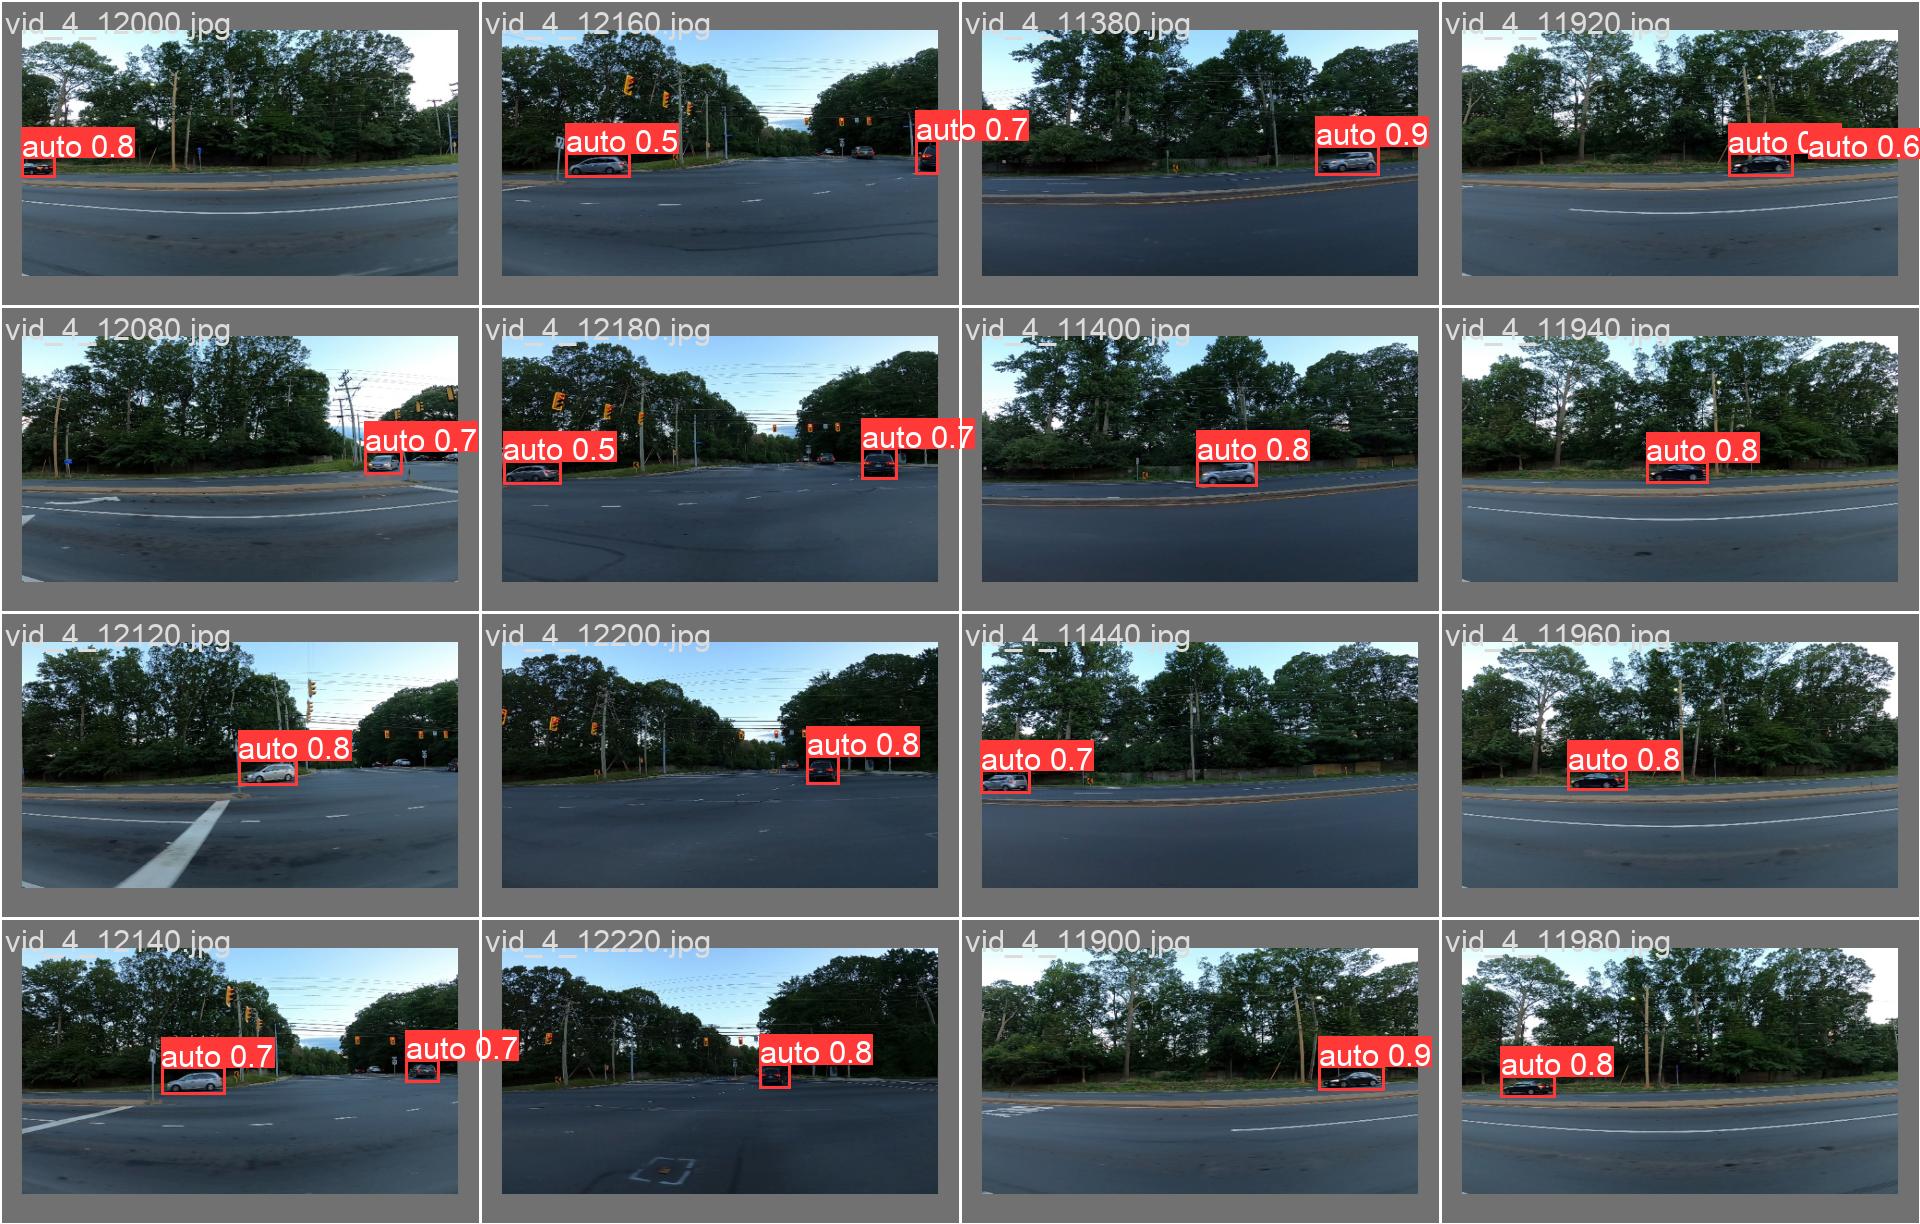 vid_4_12000.jpg
auto 0.8
vid_4_12160.jpg
auto 0.5
auto 0.7
vid_4_11380.jpg
auto 0.9
vid_4_11920.jpg
auto
auto 0.6
vid_4_12080.jpg
auto 0.7
vid_4_12180.jpg
auto 0.5
auto 0.7
vid_4_11400.jpg
auto 0.8
vid_4_11940.jpg
auto 0.8
vid_4_12120.jpg
auto 0.8
vid_4_12200.jpg
auto 0.8
vid_4_11440.jpg
auto 0.7
vid_4_11960.jpg
auto 0.8
vid_4_12140.jpg
auto 0.7
auto 0.7
vid_4_12220.jpg
auto 0.8
vid_4_11900.jpg
auto 0.9
vid_4_11980.jpg
auto 0.8